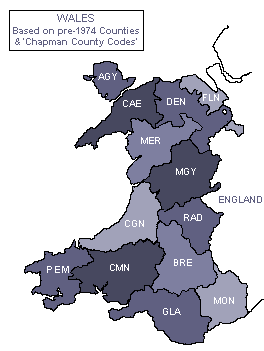 WALES
Based on pre-1974 Counties
& 'Chapman County Codes'
AGY
FLN
CAE
DEN
MER
MGY
ENGLAND
RAD
CGN
BRE
PEM
CMN
MON
GLA